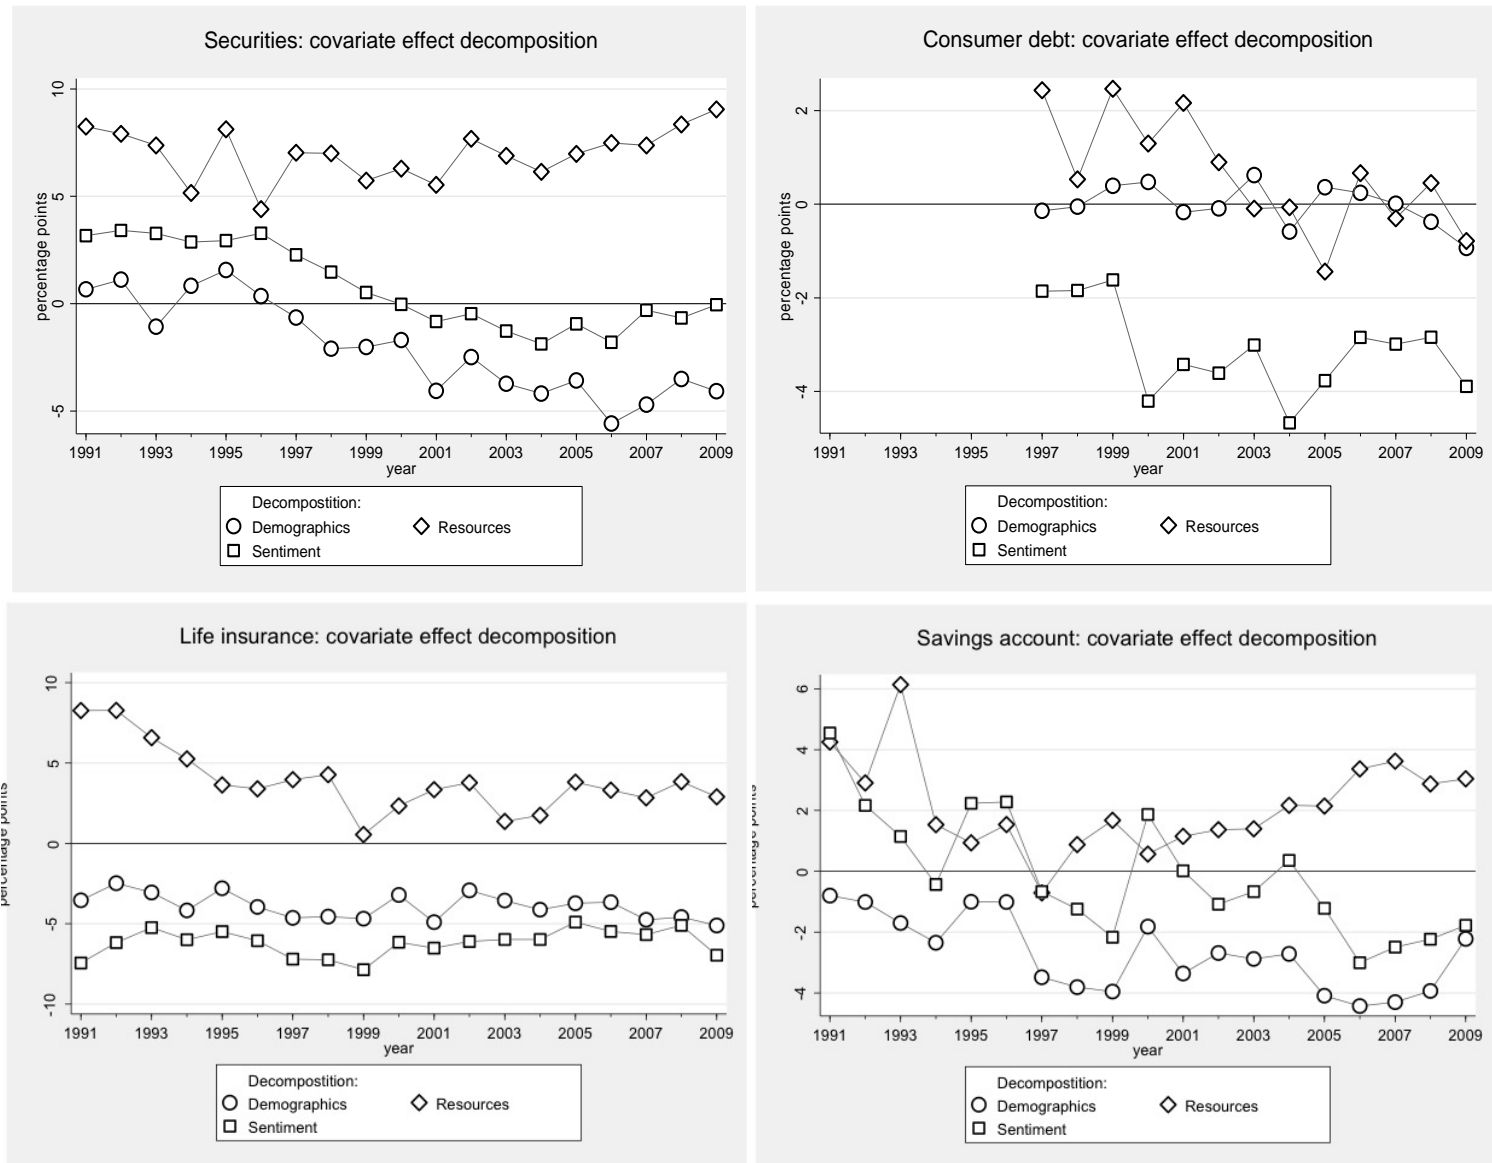 Securities: covariate effect decomposition
percentage points
10
5
0
-5
1991 1993 1995 1997 1999 2001 2003 2005 2007 2009
year
Decompostition:
Demographics Resources
Sentiment
Consumer debt: covariate effect decomposition
percentage points
2
0
-2
-4
1991 1993 1995 1997 1999 2001 2003 2005 2007 2009
year
Decompostition:
Demographics Resources
Sentiment
Life insurance: covariate effect decomposition
percentage points
10
5
0
-5
-10
1991 1993 1995 1997 1999 2001 2003 2005 2007 2009
year
Decompostition:
Demographics Resources
Sentiment
Savings account: covariate effect decomposition
percentage points
6
4
2
0
-2
-4
1991 1993 1995 1997 1999 2001 2003 2005 2007 2009
year
Decompostition:
Demographics Resources
Sentiment